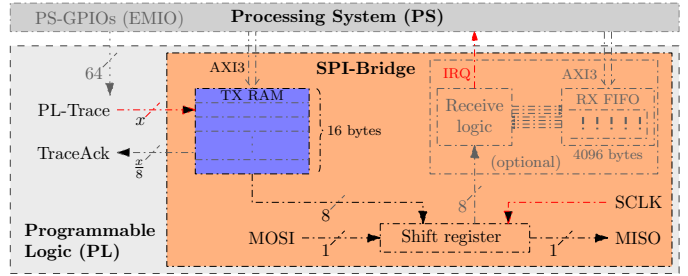 PS-GPIOs (EMIO)
Processing System (PS)
64
AXI3
SPI-Bridge
IRQ
AXI3
TX RAM
Receive
logic
RX FIFO
PL-Trace
x
16 bytes
TraceAck
x/8
4096 bytes
(optional)
8
8
SCLK
Programmable
Logic (PL)
MOSI
1
Shift register
1
MISO